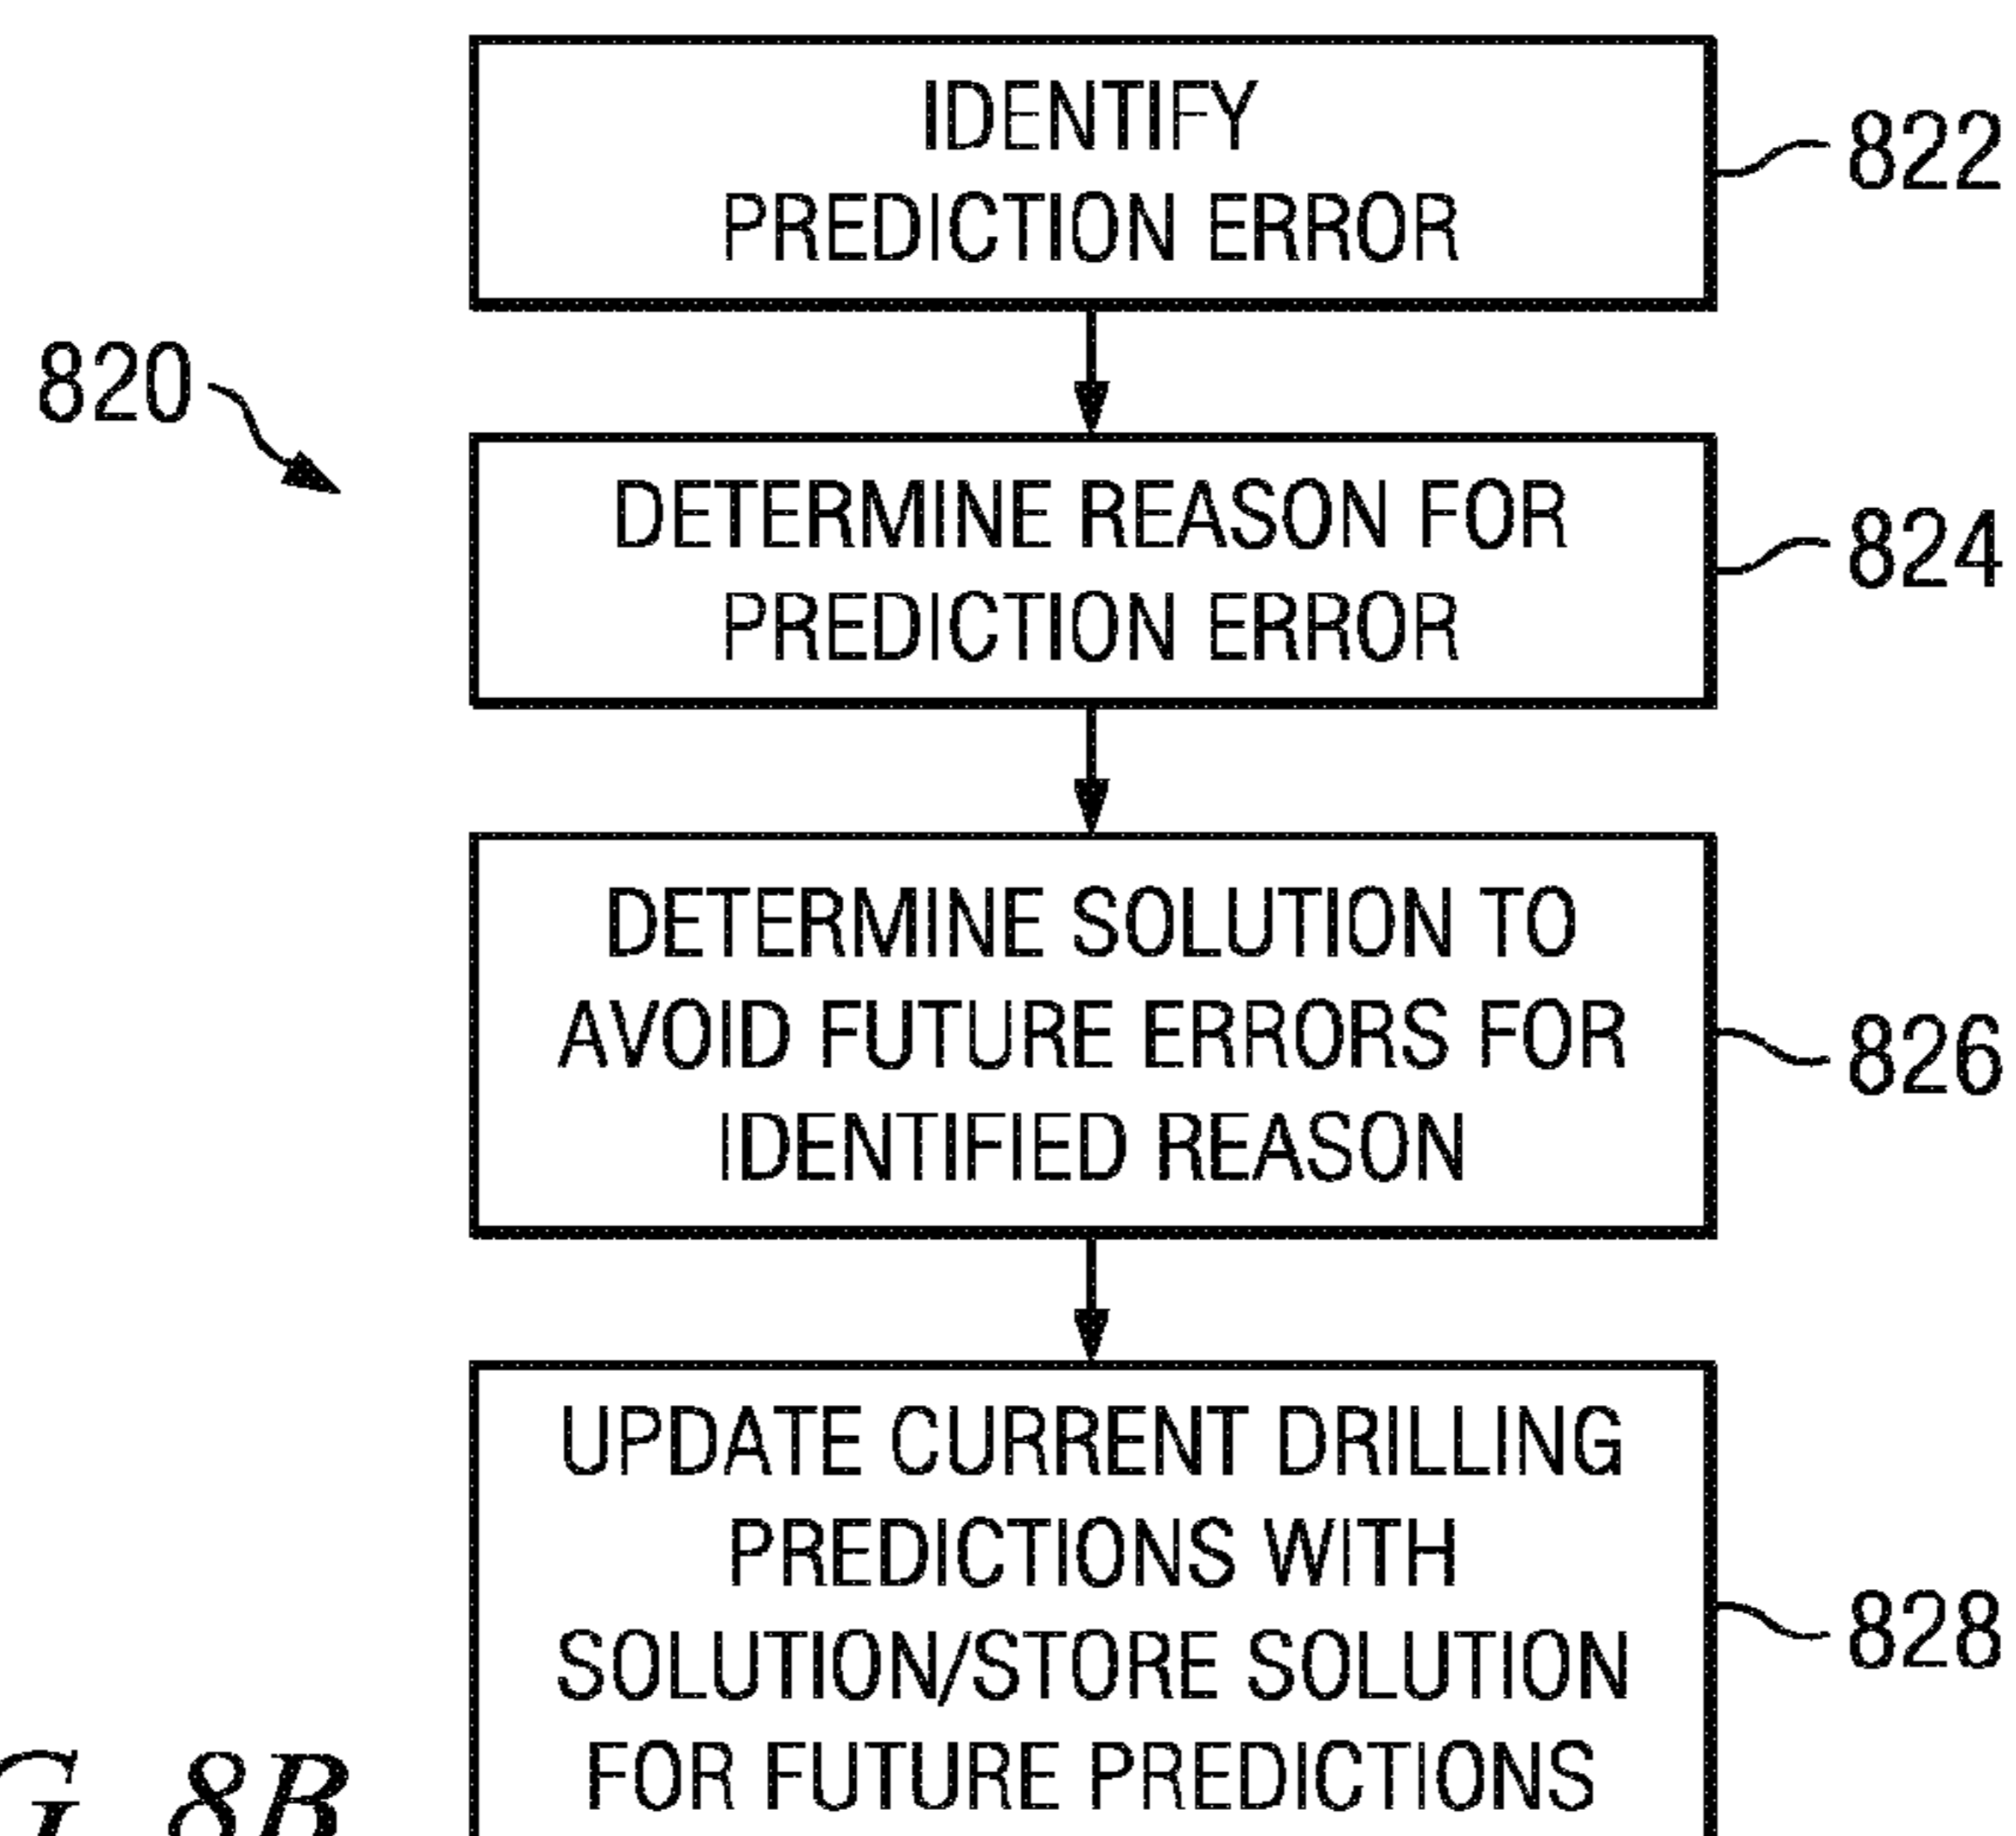 IDENTIFY
PREDICTION ERROR
822
820
DETERMINE REASON FOR
PREDICTION ERROR
824
DETERMINE SOLUTION TO
AVOID FUTURE ERRORS FOR
IDENTIFIED REASON
826
UPDATE CURRENT DRILLING
PREDICTIONS WITH
SOLUTION/STORE SOLUTION
FOR FUTURE PREDICTIONS
828
G 8B